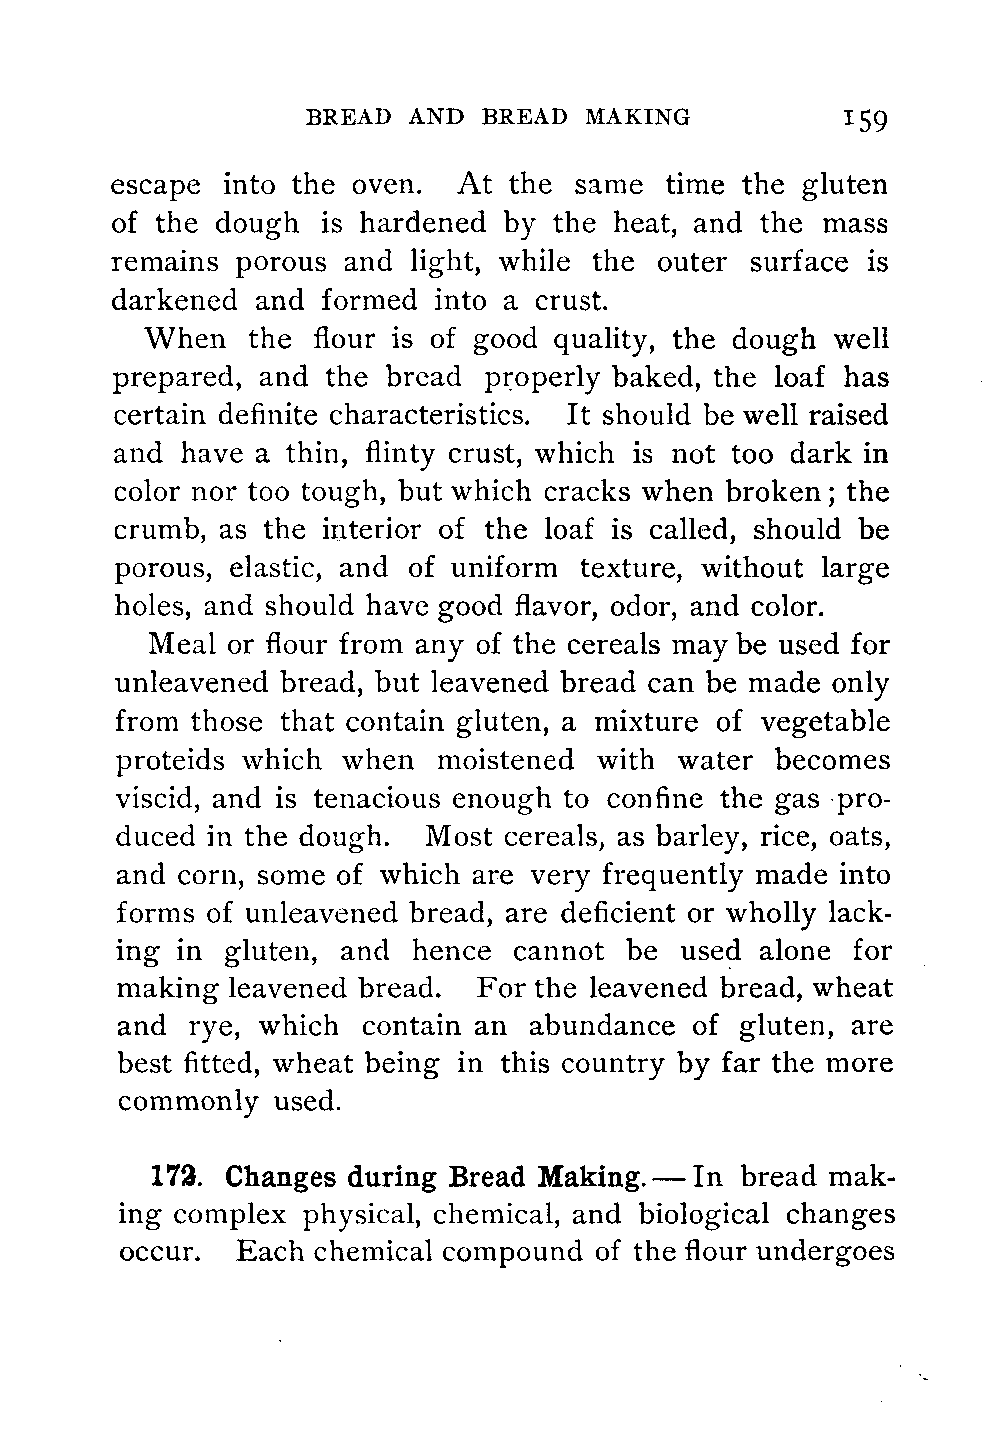 BREAD AND BREAD MAKING 159
escape into the oven. At the same time the gluten
of the dough is hardened by the heat, and the mass
remains porous and light, while the outer surface is
darkened and formed into a crust.
When the flour is of good quality, the dough well
prepared, and the bread properly baked, the loaf has
certain definite characteristics. It should be well raised
and have a thin, flinty crust, which is not too dark in
color nor too tough, but which cracks when broken; the
crumb, as the interior of the loaf is called, should be
porous, elastic, and of uniform texture, without large
holes, and should have good flavor, odor, and color.
Meal or flour from any of the cereals may be used for
unleavened bread, but leavened bread can be made only
from those that contain gluten, a mixture of vegetable
proteids which when moistened with water becomes
viscid, and is tenacious enough to confine the gas pro-
duced in the dough. Most cereals, as barley, rice, oats,
and corn, some of which are very frequently made into
forms of unleavened bread, are deficient or wholly lack-
ing in gluten, and hence cannot be used alone for
making leavened bread. For the leavened bread, wheat
and rye, which contain an abundance of gluten, are
best fitted, wheat being in this country by far the more
commonly used.
172. Changes during Bread Making. — In bread mak-
ing complex physical, chemical, and biological changes
occur. Each chemical compound of the flour undergoes